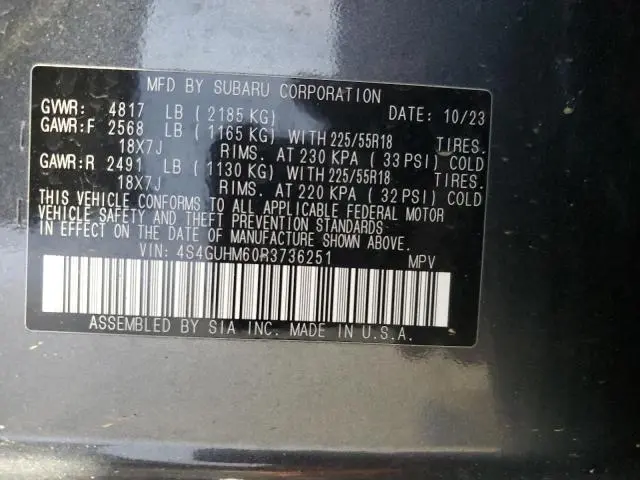 MFD BY SUBARU CORPORATION
GVWR: 4817 LB ( 2185 KG) DATE: 10/23
GAWR:F 2568 LB ( 1165 KG) WITH 225/55R18 TIRES.
18X7J RIMS. AT 230 KPA ( 33 PSI) COLD
GAWR:R 2491 LB ( 1130 KG) WITH 225/55R18 TIRES.
18X7J RIMS. AT 220 KPA ( 32 PSI) COLD
THIS VEHICLE CONFORMS TO ALL APPLICABLE FEDERAL MOTOR
VEHICLE SAFETY AND THEFT PREVENTION STANDARDS
IN EFFECT ON THE DATE OF MANUFACTURE SHOWN ABOVE.
VIN: 4S4GUHM60R3736251 MPV
ASSEMBLED BY SIA INC. MADE IN U.S.A.